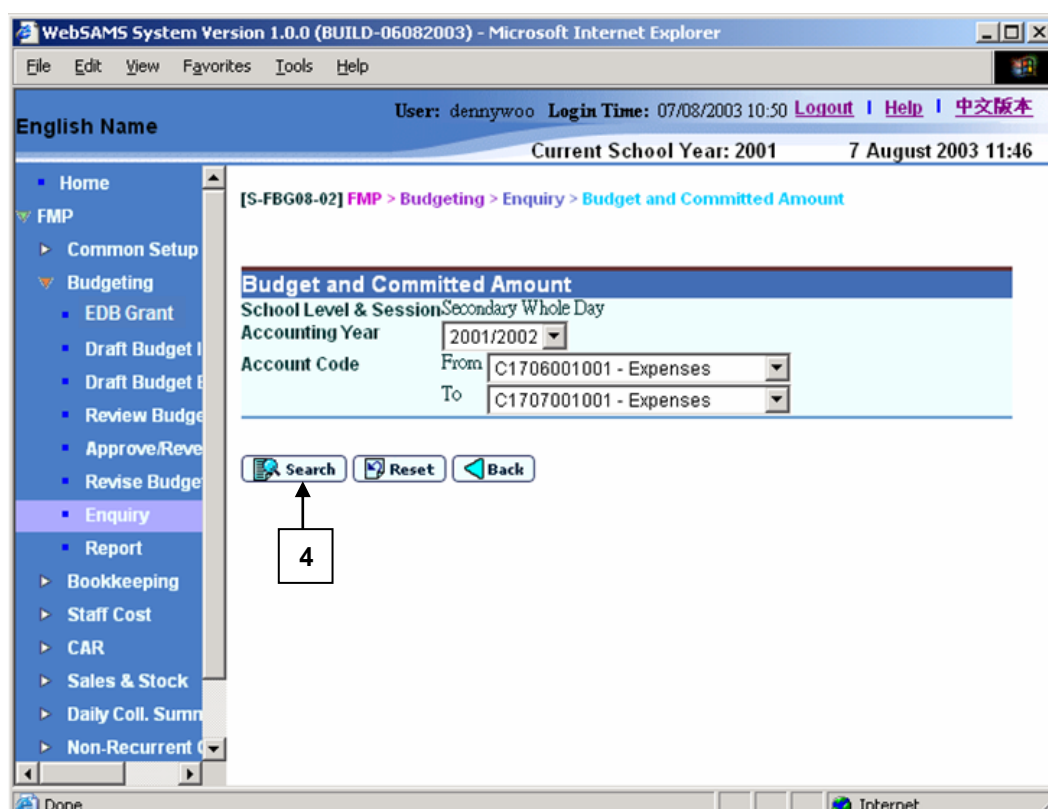 WebSAMS System Version 1.0.0 (BUILD-06082003) - Microsoft Internet Explorer
File Edit View Favorites Tools Help
User: dennywoo Login Time: 07/08/2003 10:50 Logout | Help | 中文版本
English Name
Current School Year: 2001 7 August 2003 11:46
Home
FMP
Common Setup
Budgeting
EDB Grant
Draft Budget I
Draft Budget E
Review Budge
Approve/Reve
Revise Budge
Enquiry
Report
Bookkeeping
Staff Cost
CAR
Sales & Stock
Daily Coll. Summ
Non-Recurrent
[S-FBG08-02] FMP > Budgeting > Enquiry > Budget and Committed Amount
Budget and Committed Amount
School Level & Session Secondary Whole Day
Accounting Year 2001/2002
Account Code From C1706001001 - Expenses
To C1707001001 - Expenses
Search Reset Back
4
Done Internet